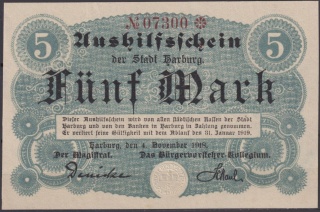 № 07300 ✻
5 Aushilfsschein 5
der Stadt Harburg.
Fünf Mark
Dieser Aushilfsschein wird von allen städtischen Kassen der Stadt
Harburg und von den Banken in Harburg in Zahlung genommen.
Er verliert seine Gültigkeit mit dem Ablauf des 31. Januar 1919.
Harburg, den 4. November 1918.
Der Magistrat. Das Bürgervorsteher-Kollegium.
Denicke